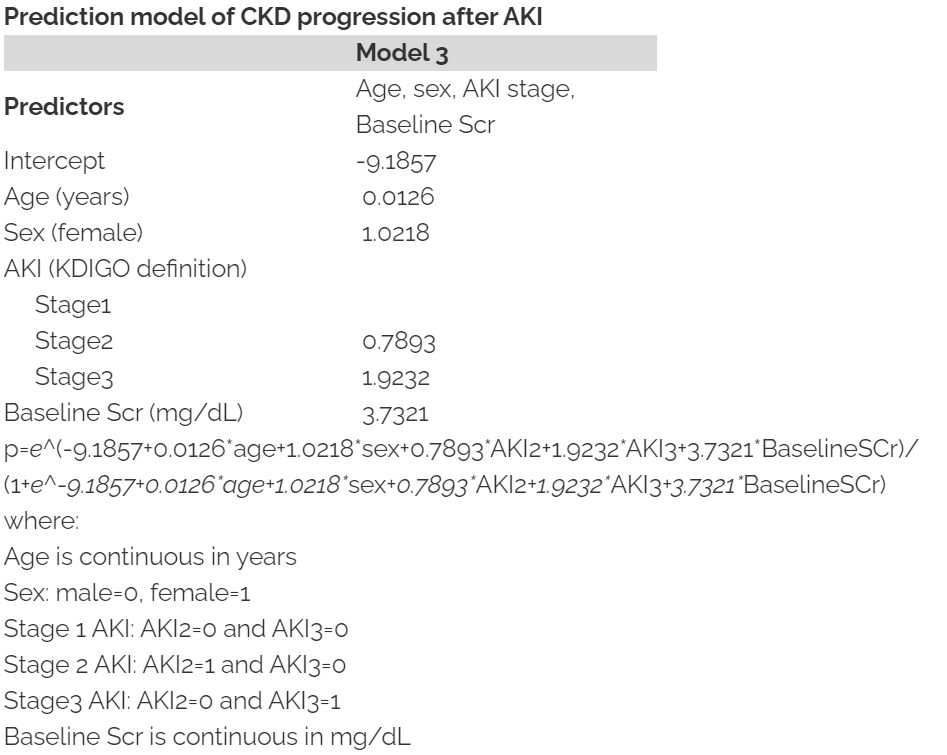 Prediction model of CKD progression after AKI
Model 3
Predictors Age, sex, AKI stage,
Baseline Scr
Intercept -9.1857
Age (years) 0.0126
Sex (female) 1.0218
AKI (KDIGO definition)
Stage1
Stage2 0.7893
Stage3 1.9232
Baseline Scr (mg/dL) 3.7321
p=e^(-9.1857+0.0126*age+1.0218*sex+0.7893*AKI2+1.9232*AKI3+3.7321*BaselineSCr)/
(1+e^-9.1857+0.0126*age+1.0218*sex+0.7893*AKI2+1.9232*AKI3+3.7321*BaselineSCr)
where:
Age is continuous in years
Sex: male=0, female=1
Stage 1 AKI: AKI2=0 and AKI3=0
Stage 2 AKI: AKI2=1 and AKI3=0
Stage3 AKI: AKI2=0 and AKI3=1
Baseline Scr is continuous in mg/dL